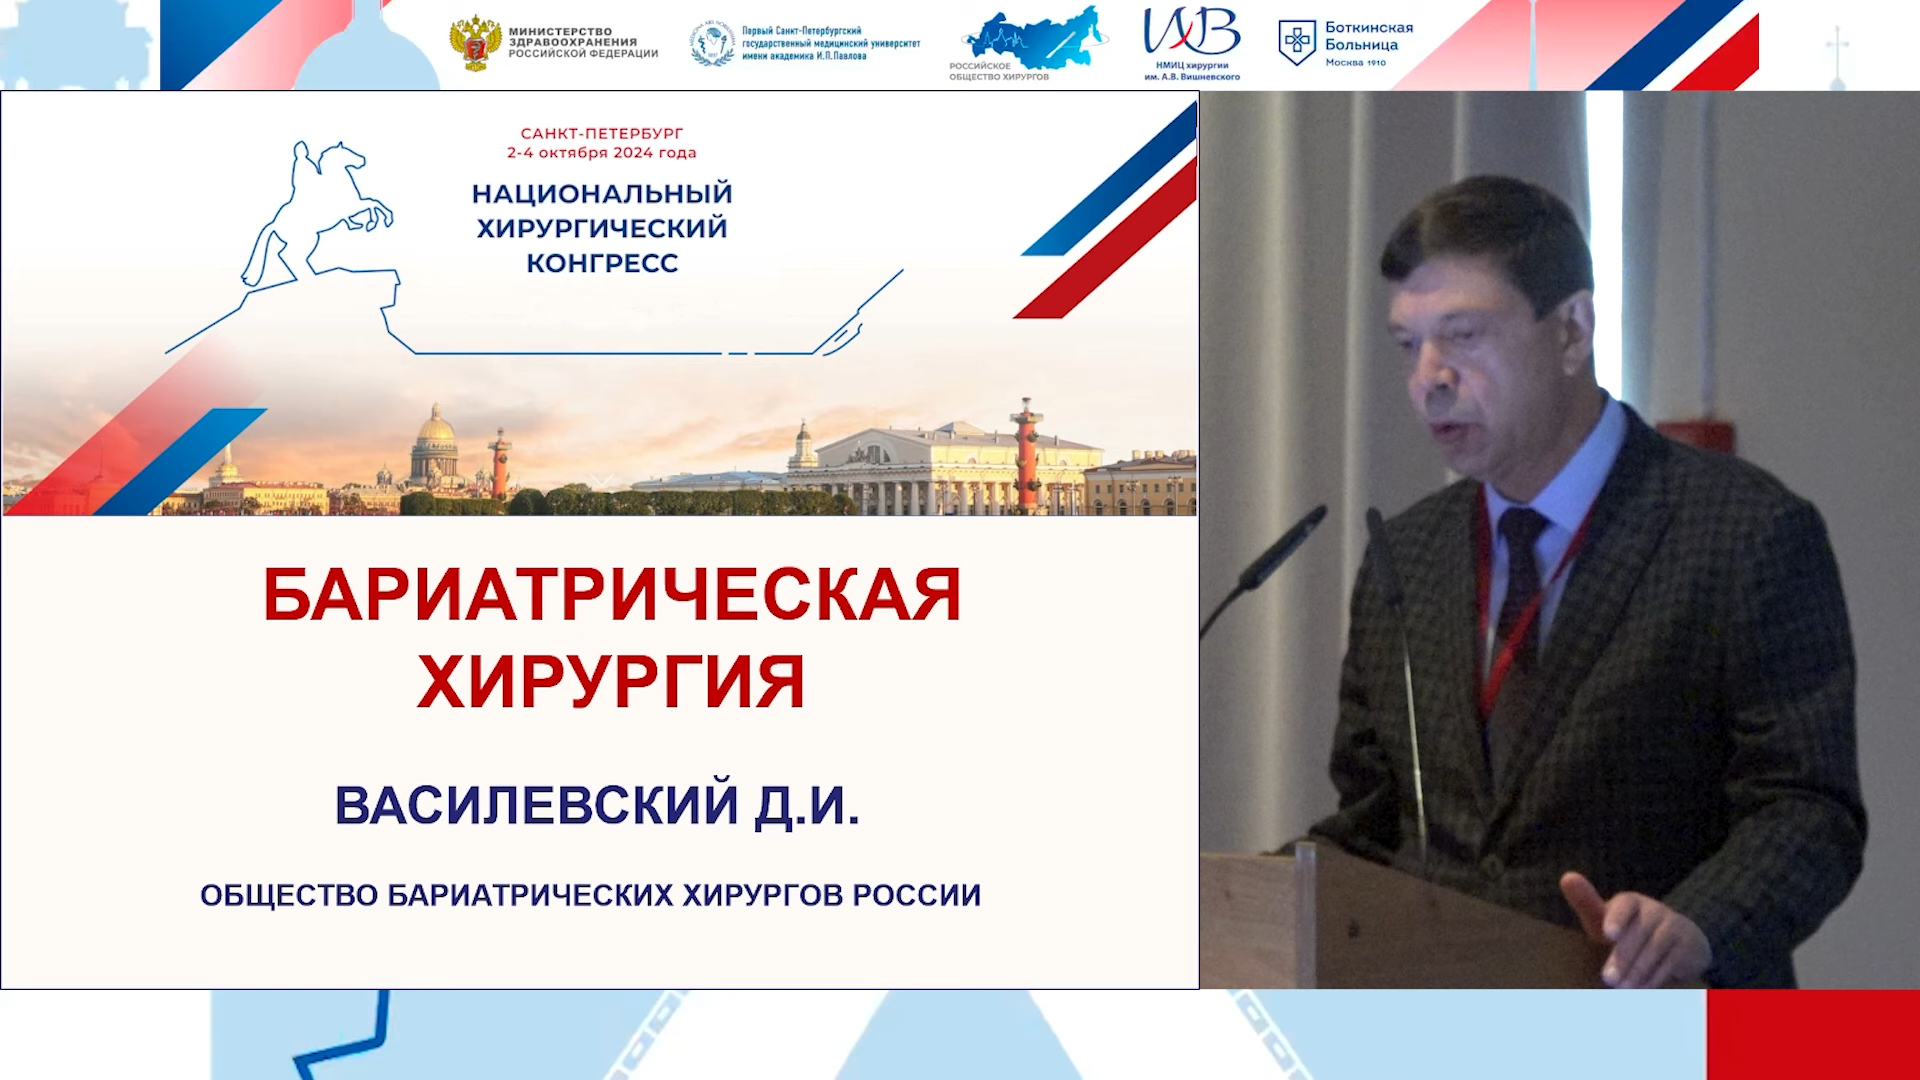 МИНИСТЕРСТВО
ЗДРАВООХРАНЕНИЯ
РОССИЙСКОЙ ФЕДЕРАЦИИ
Первый Санкт-Петербургский
государственный медицинский университет
имени академика И.П.Павлова
РОССИЙСКОЕ
ОБЩЕСТВО ХИРУРГОВ
ИХВ
НМИЦ хирургии
им. А.В. Вишневского
Боткинская
Больница
Москва 1910
САНКТ-ПЕТЕРБУРГ
2-4 октября 2024 года
НАЦИОНАЛЬНЫЙ
ХИРУРГИЧЕСКИЙ
КОНГРЕСС
БАРИАТРИЧЕСКАЯ
ХИРУРГИЯ
ВАСИЛЕВСКИЙ Д.И.
ОБЩЕСТВО БАРИАТРИЧЕСКИХ ХИРУРГОВ РОССИИ